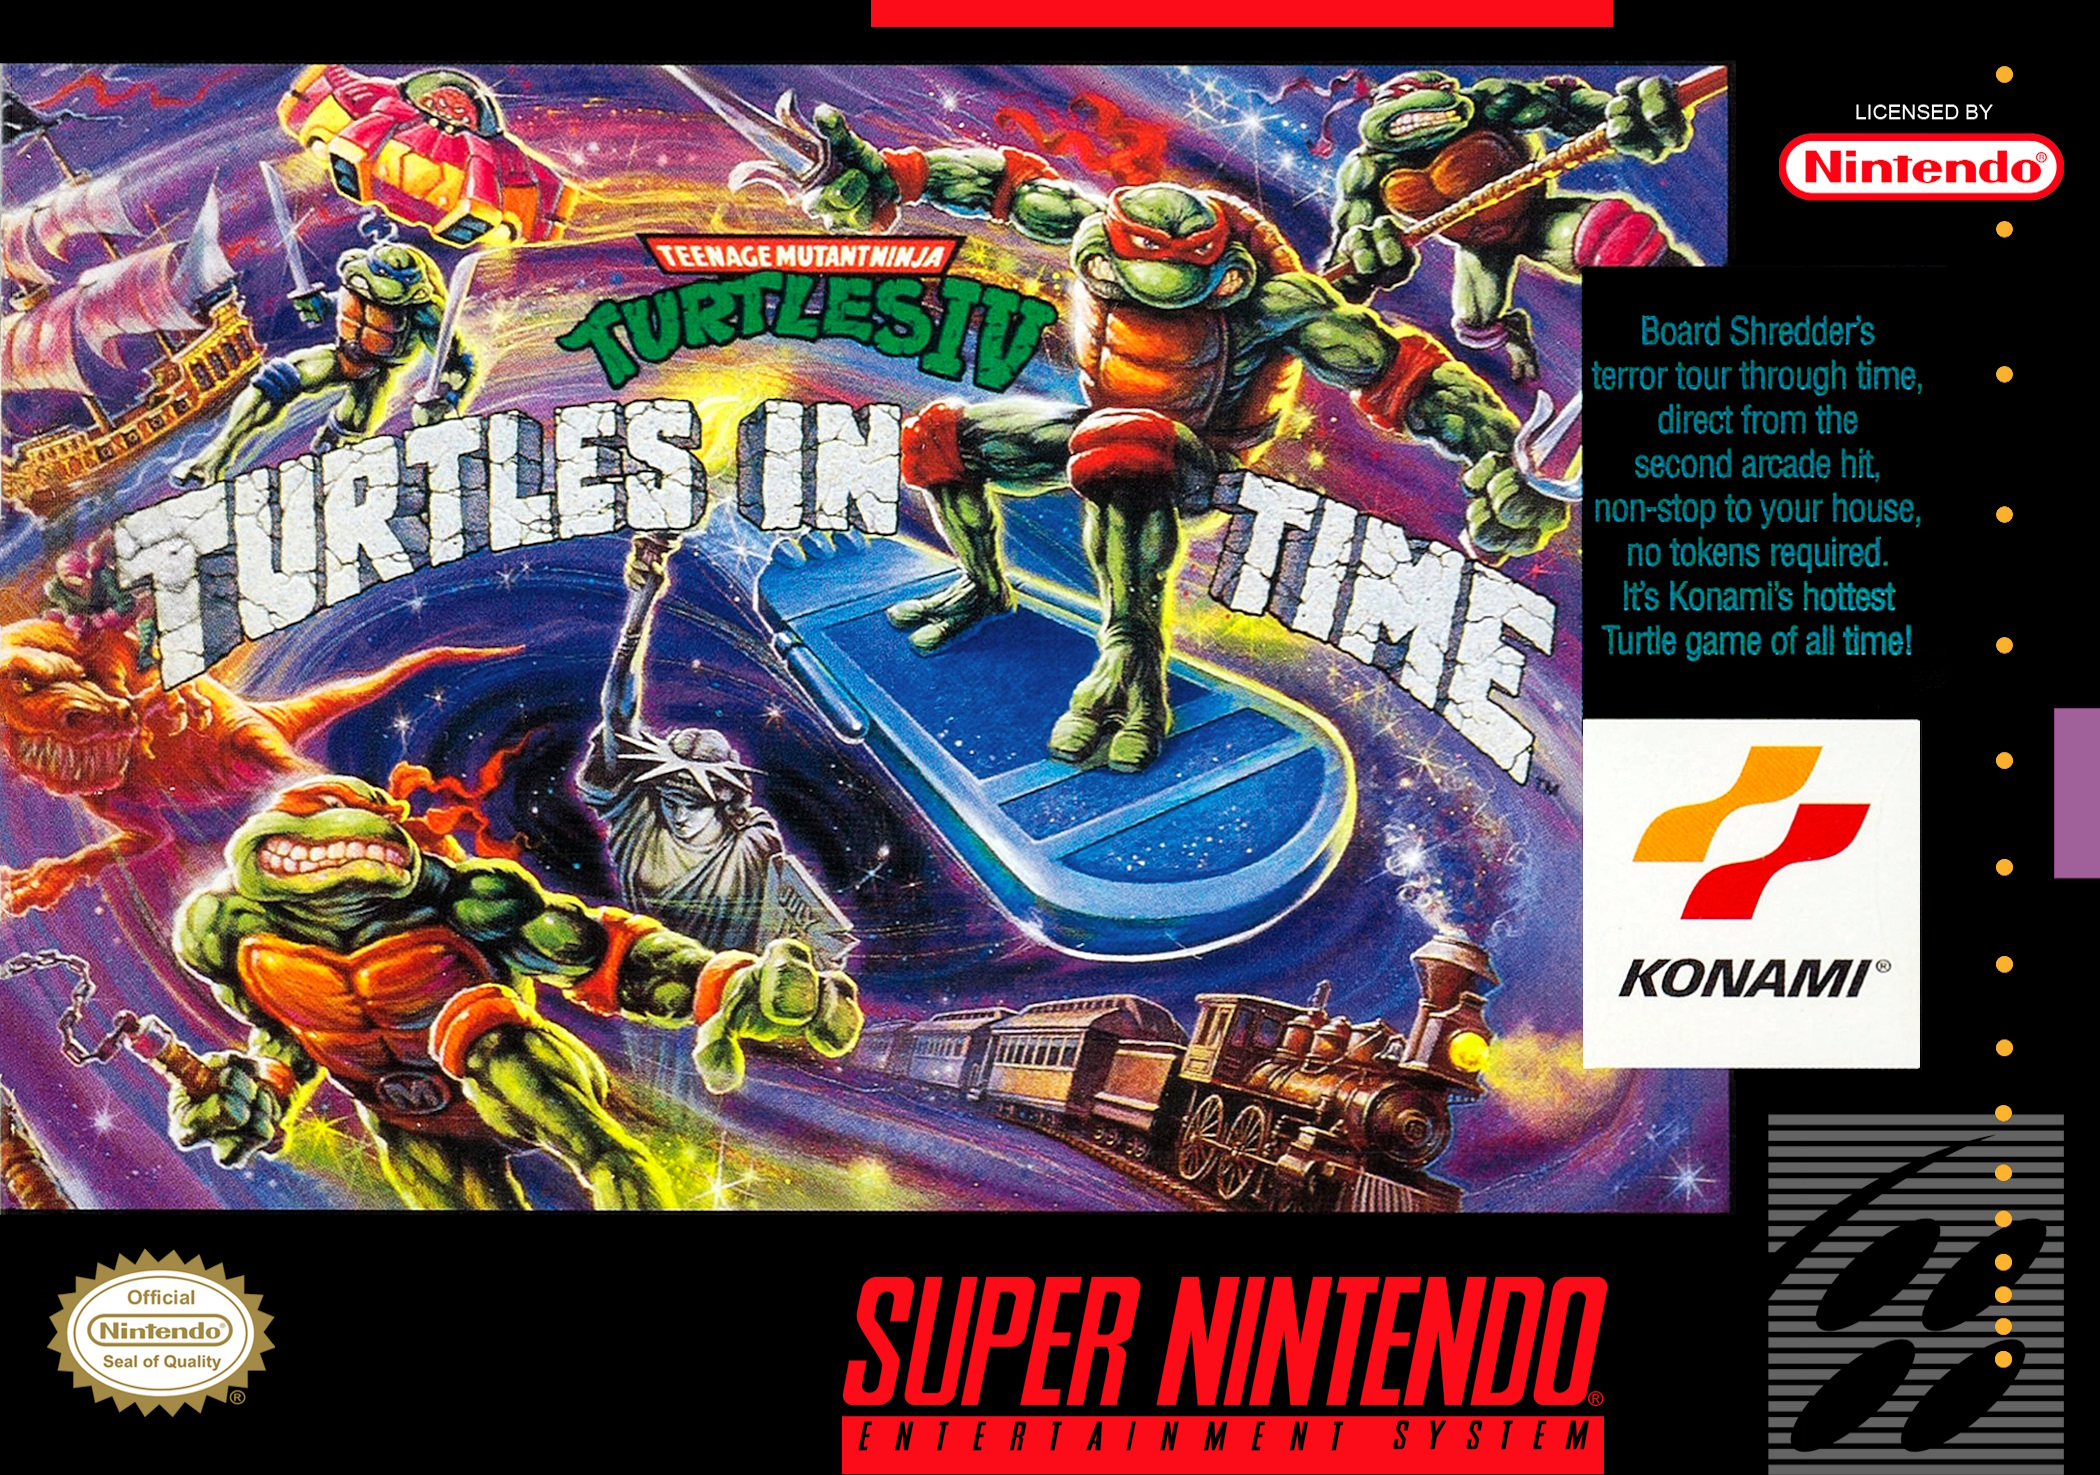 LICENSED BY
Nintendo®
TEENAGE MUTANT NINJA
TURTLES IV
TURTLES IN TIME™
Board Shredder's
terror tour through time,
direct from the
second arcade hit,
non-stop to your house,
no tokens required.
It's Konami's hottest
Turtle game of all time!
JULY
M
KONAMI®
Official
Nintendo®
Seal of Quality
®
SUPER NINTENDO®
ENTERTAINMENT SYSTEM